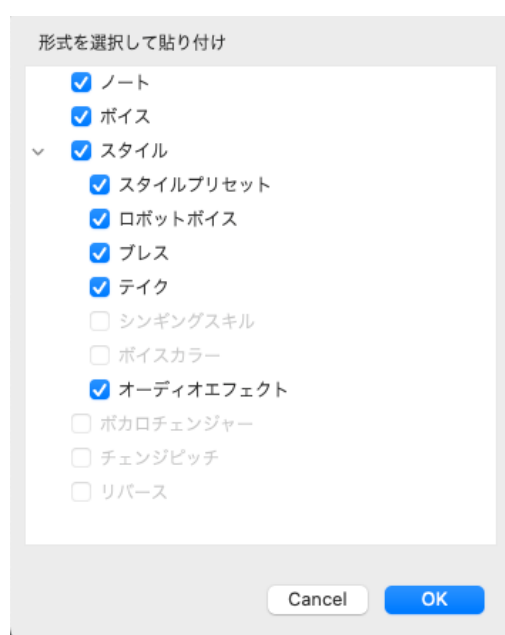 形式を選択して貼り付け
ノート
ボイス
スタイル
スタイルプリセット
ロボットボイス
ブレス
テイク
シンギングスキル
ボイスカラー
オーディオエフェクト
ボカロチェンジャー
チェンジピッチ
リバース
Cancel OK